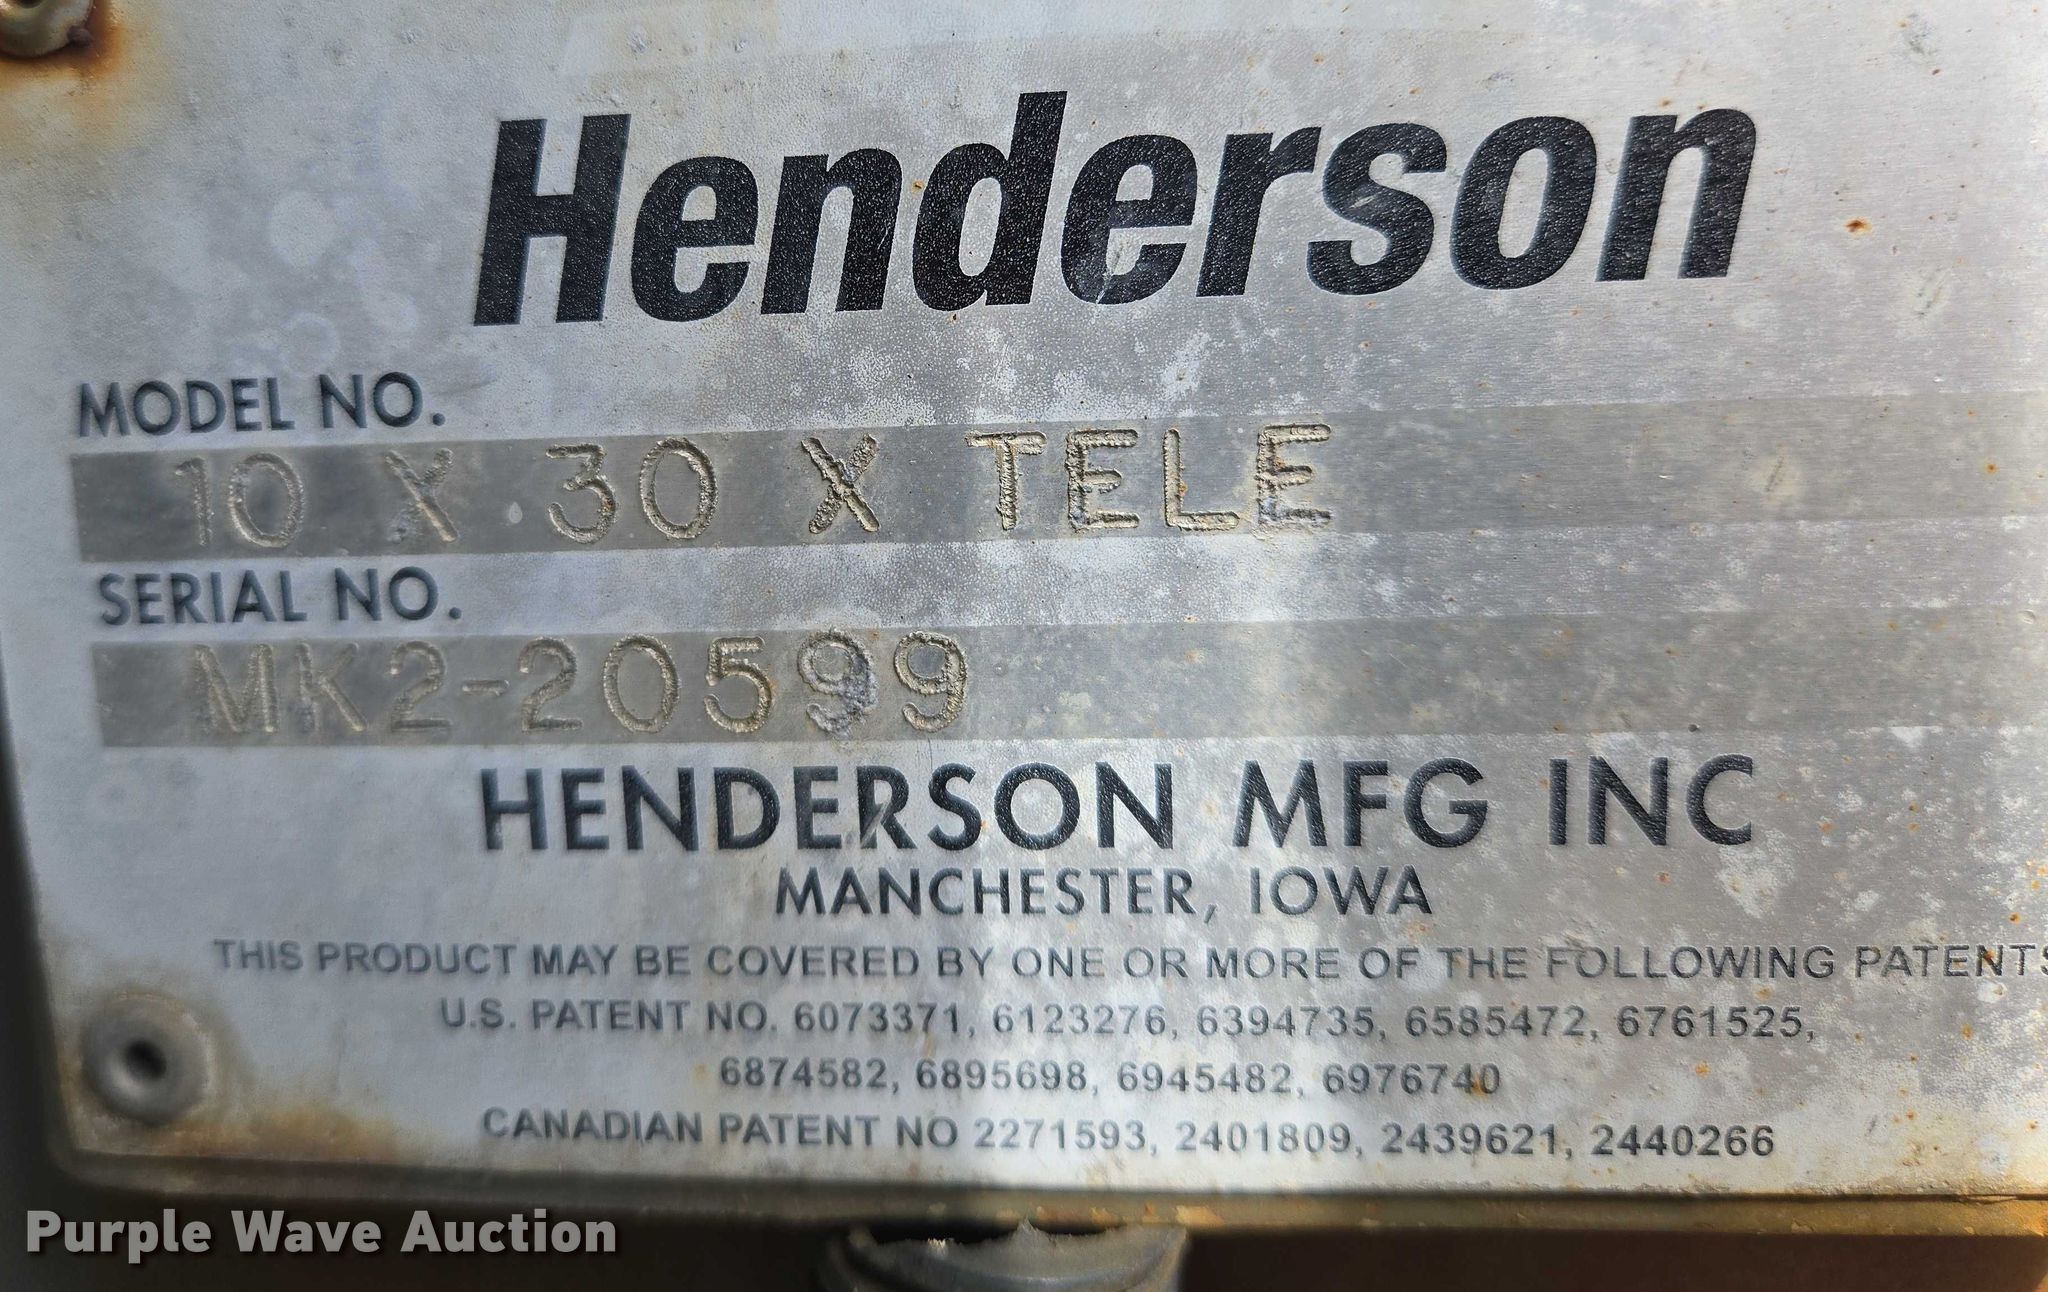 Henderson
MODEL NO.
10 X 30 X TELE
SERIAL NO.
MK2-20599
HENDERSON MFG INC
MANCHESTER, IOWA
THIS PRODUCT MAY BE COVERED BY ONE OR MORE OF THE FOLLOWING PATENTS
U.S. PATENT NO. 6073371, 6123276, 6394735, 6585472, 6761525,
6874582, 6895698, 6945482, 6976740
CANADIAN PATENT NO 2271593, 2401809, 2439621, 2440266
Purple Wave Auction